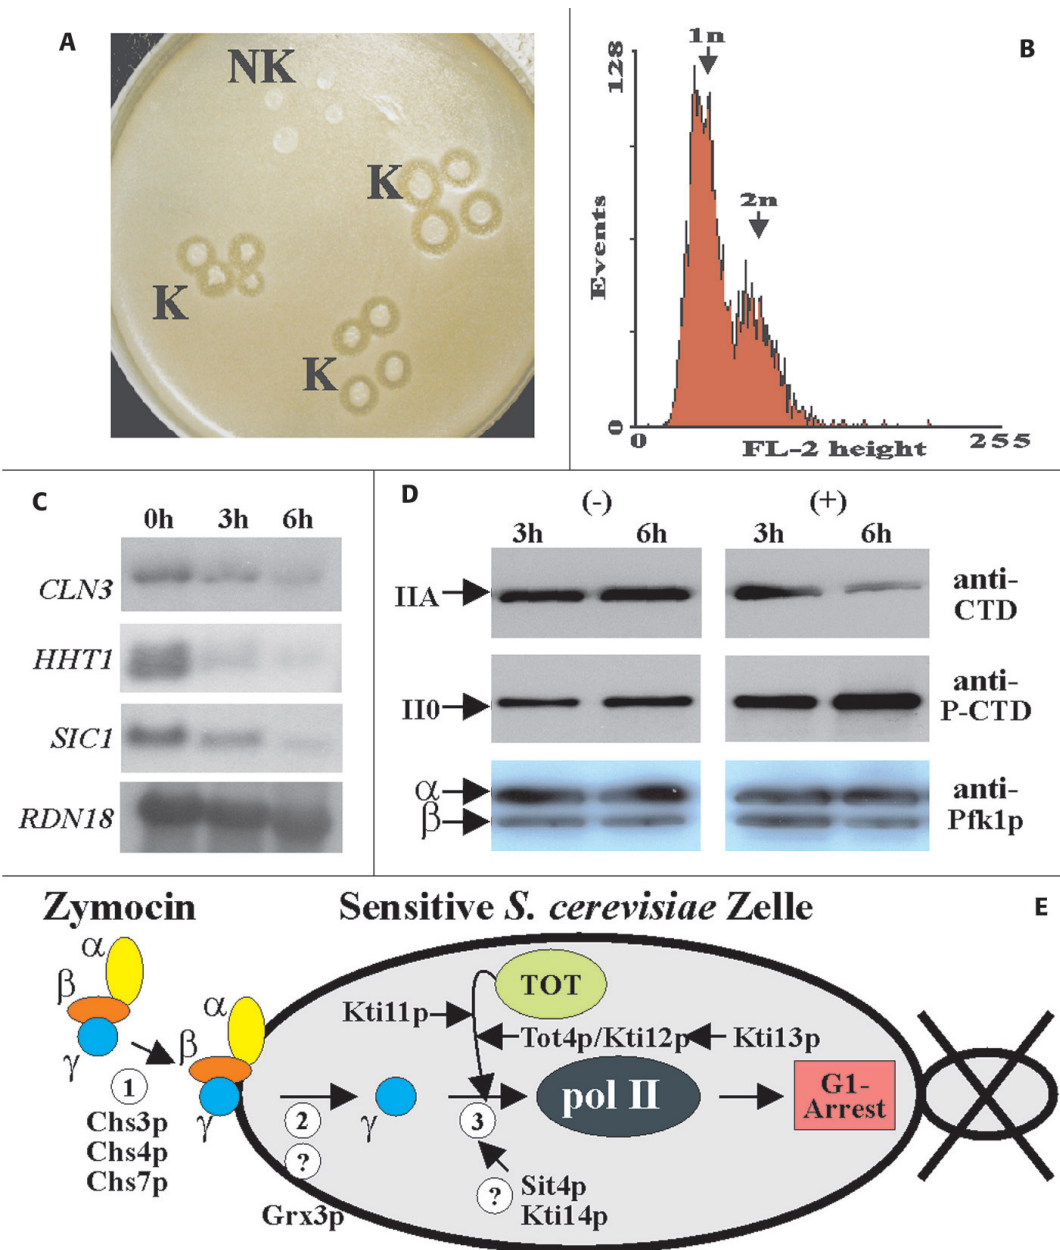 A
NK
K
K
K
B
1n
2n
128
Events
0
0
FL-2 height
255
C
0h 3h 6h
CLN3
HHT1
SIC1
RDN18
D
(-) (+)
3h 6h 3h 6h
IIA
anti-
CTD
II0
anti-
P-CTD
α
β
anti-
Pfk1p
E
Zymocin
Sensitive S. cerevisiae Zelle
α
β
γ
α
β
γ
1
Chs3p
Chs4p
Chs7p
2
?
Grx3p
γ
TOT
Kti11p
Tot4p/Kti12p
Kti13p
3
pol II
G1-
Arrest
?
Sit4p
Kti14p